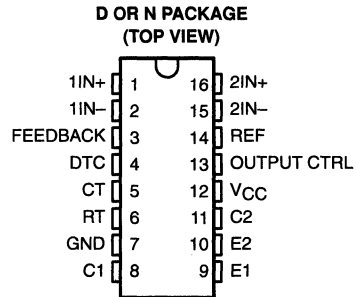 D OR N PACKAGE
(TOP VIEW)
1IN+ 1 16 2IN+
1IN− 2 15 2IN−
FEEDBACK 3 14 REF
DTC 4 13 OUTPUT CTRL
CT 5 12 VCC
RT 6 11 C2
GND 7 10 E2
C1 8 9 E1